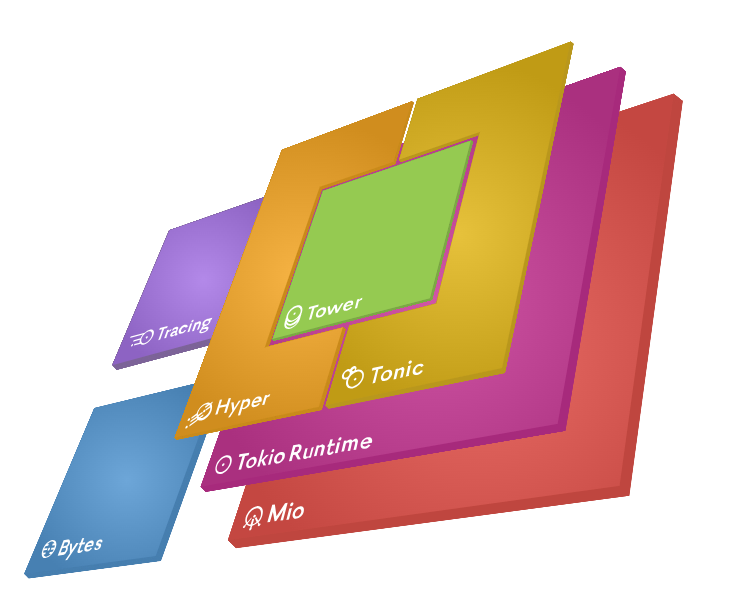 Tower
Tracing
Tonic
Hyper
Tokio Runtime
Mio
Bytes